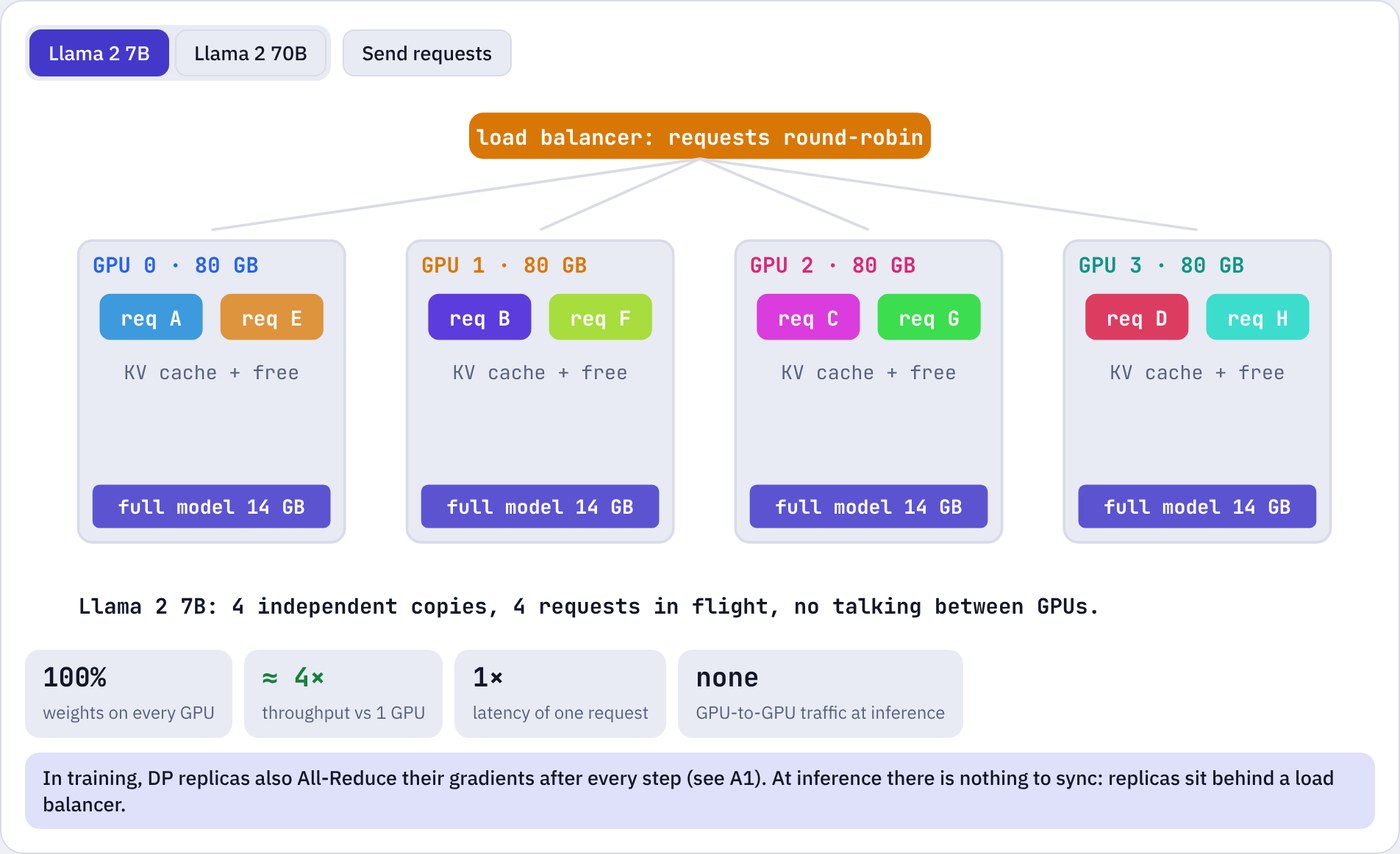 Llama 2 7B
Llama 2 70B
Send requests
load balancer: requests round-robin
GPU 0 · 80 GB
GPU 1 · 80 GB
GPU 2 · 80 GB
GPU 3 · 80 GB
req A
req E
req B
req F
req C
req G
req D
req H
KV cache + free
KV cache + free
KV cache + free
KV cache + free
full model 14 GB
full model 14 GB
full model 14 GB
full model 14 GB
Llama 2 7B: 4 independent copies, 4 requests in flight, no talking between GPUs.
100%
weights on every GPU
≈ 4×
throughput vs 1 GPU
1×
latency of one request
none
GPU-to-GPU traffic at inference
In training, DP replicas also All-Reduce their gradients after every step (see A1). At inference there is nothing to sync: replicas sit behind a load
balancer.